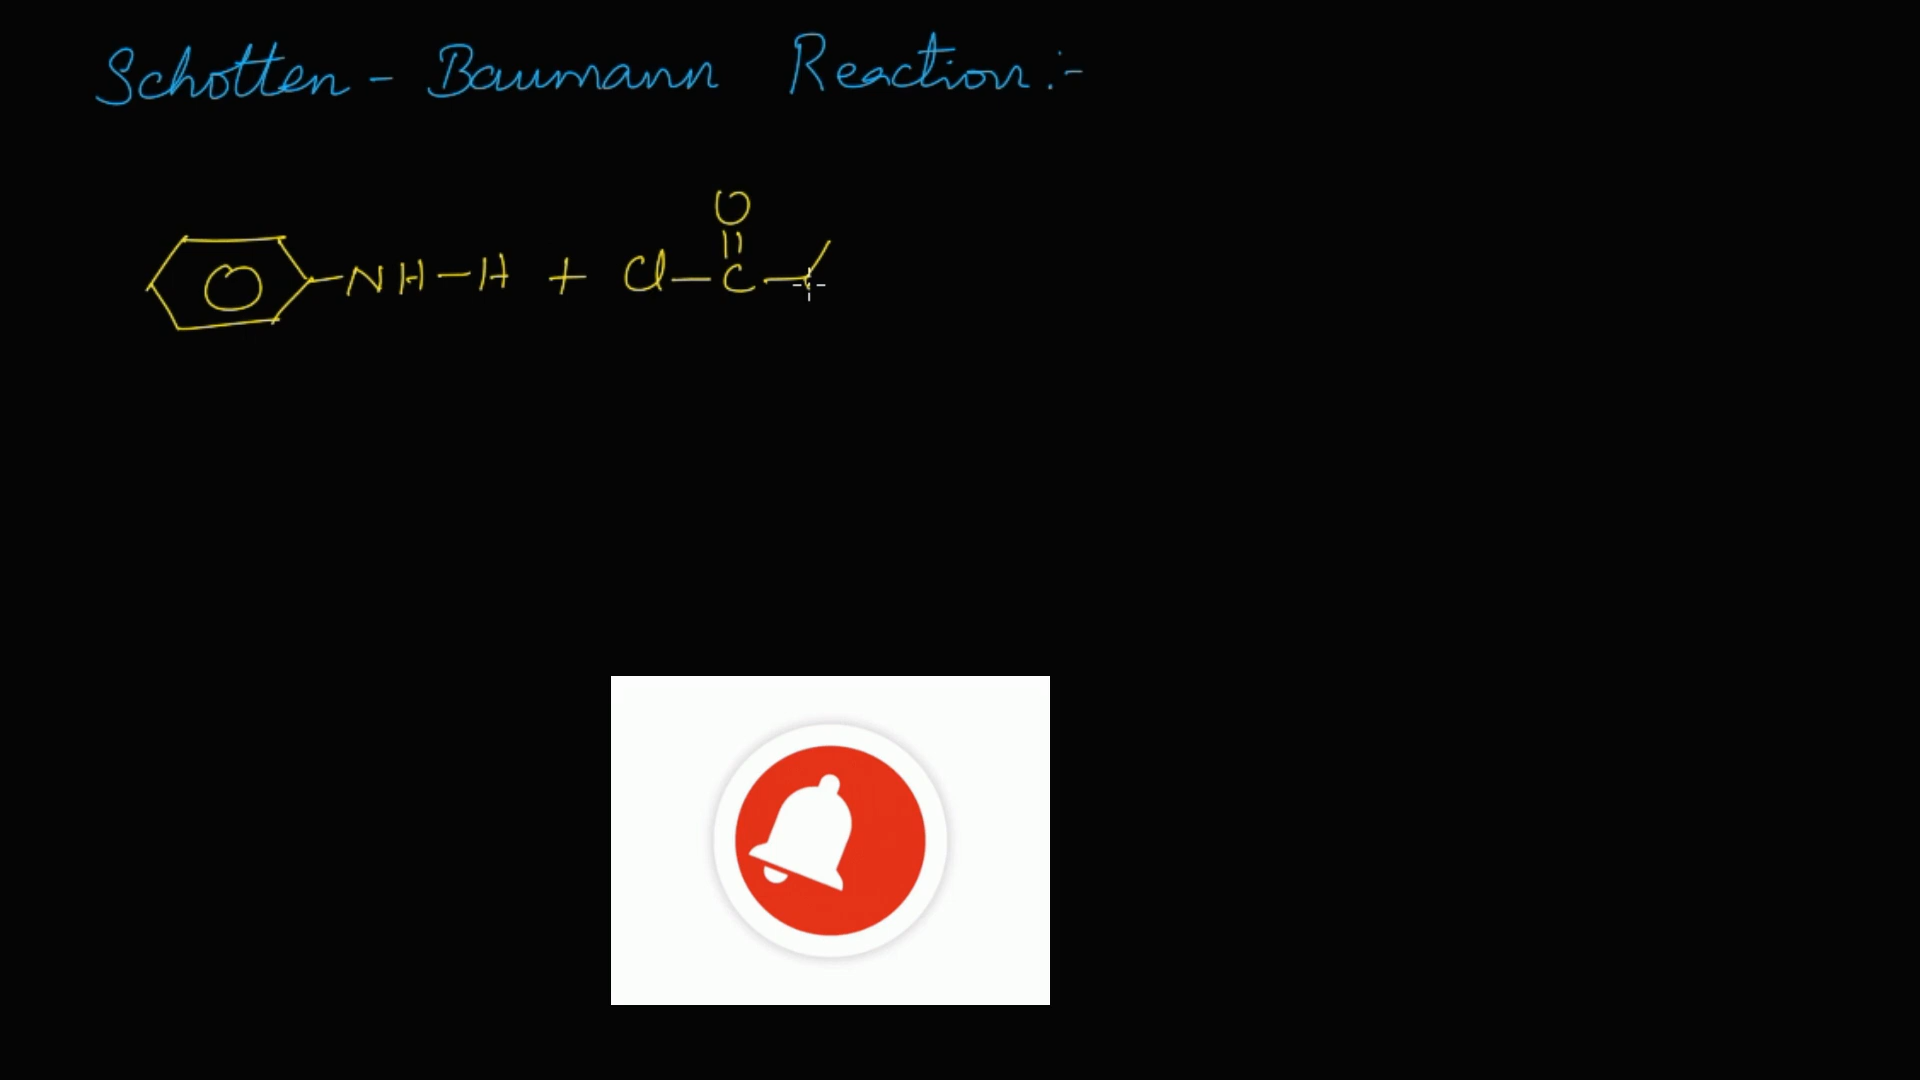 Schotten - Baumann Reaction :-
O
NH-H + Cl-C-